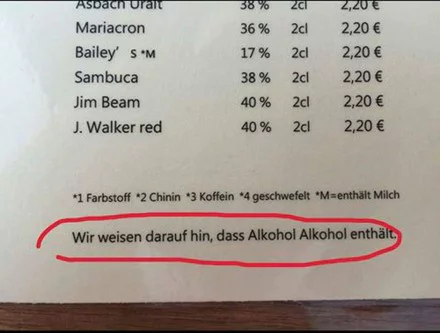 Asbach Uralt 38 % 2cl 2,20 €
Mariacron 36 % 2cl 2,20 €
Bailey’ s *M 17 % 2cl 2,20 €
Sambuca 38 % 2cl 2,20 €
Jim Beam 40 % 2cl 2,20 €
J. Walker red 40 % 2cl 2,20 €
*1 Farbstoff *2 Chinin *3 Koffein *4 geschwefelt *M=enthält Milch
Wir weisen darauf hin, dass Alkohol Alkohol enthält.